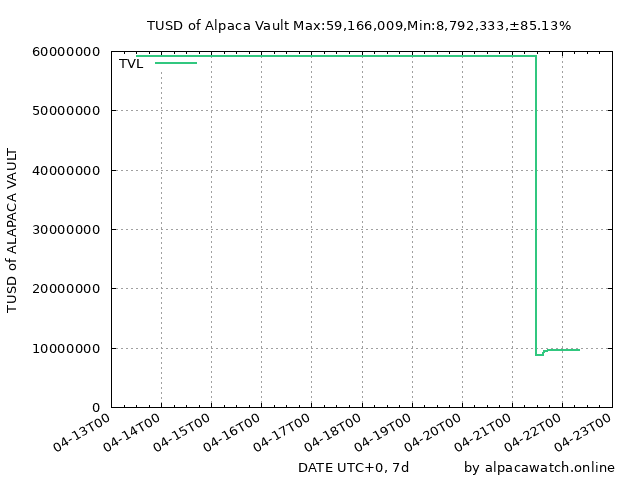 TUSD of Alpaca Vault Max:59,166,009,Min:8,792,333,±85.13%
TVL
60000000
50000000
40000000
30000000
20000000
10000000
0
TUSD of ALAPACA VAULT
04-13T00
04-14T00
04-15T00
04-16T00
04-17T00
04-18T00
04-19T00
04-20T00
04-21T00
04-22T00
04-23T00
DATE UTC+0, 7d
by alpacawatch.online